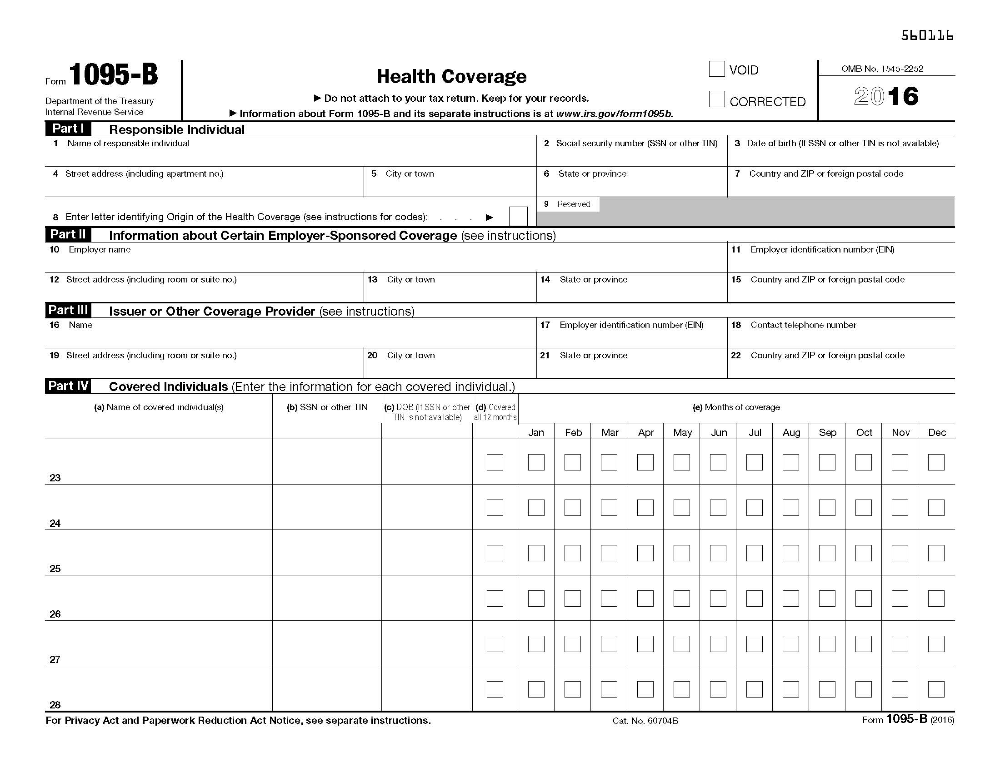 560116
Form 1095-B
Department of the Treasury
Internal Revenue Service
Health Coverage
▶ Do not attach to your tax return. Keep for your records.
▶ Information about Form 1095-B and its separate instructions is at www.irs.gov/form1095b.
VOID
CORRECTED
OMB No. 1545-2252
2016
Part I Responsible Individual
1 Name of responsible individual
2 Social security number (SSN or other TIN)
3 Date of birth (If SSN or other TIN is not available)
4 Street address (including apartment no.)
5 City or town
6 State or province
7 Country and ZIP or foreign postal code
8 Enter letter identifying Origin of the Health Coverage (see instructions for codes): . . . ▶
9 Reserved
Part II Information about Certain Employer-Sponsored Coverage (see instructions)
10 Employer name
11 Employer identification number (EIN)
12 Street address (including room or suite no.)
13 City or town
14 State or province
15 Country and ZIP or foreign postal code
Part III Issuer or Other Coverage Provider (see instructions)
16 Name
17 Employer identification number (EIN)
18 Contact telephone number
19 Street address (including room or suite no.)
20 City or town
21 State or province
22 Country and ZIP or foreign postal code
Part IV Covered Individuals (Enter the information for each covered individual.)
(a) Name of covered individual(s)
(b) SSN or other TIN
(c) DOB (If SSN or other
TIN is not available)
(d) Covered
all 12 months
(e) Months of coverage
Jan Feb Mar Apr May Jun Jul Aug Sep Oct Nov Dec
23
24
25
26
27
28
For Privacy Act and Paperwork Reduction Act Notice, see separate instructions.
Cat. No. 60704B
Form 1095-B (2016)